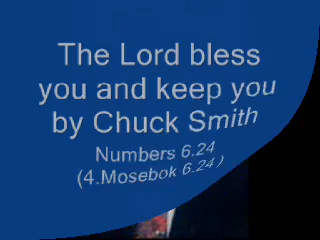 The Lord bless
you and keep you
by Chuck Smith
Numbers 6.24
(4.Mosebok 6.24 )